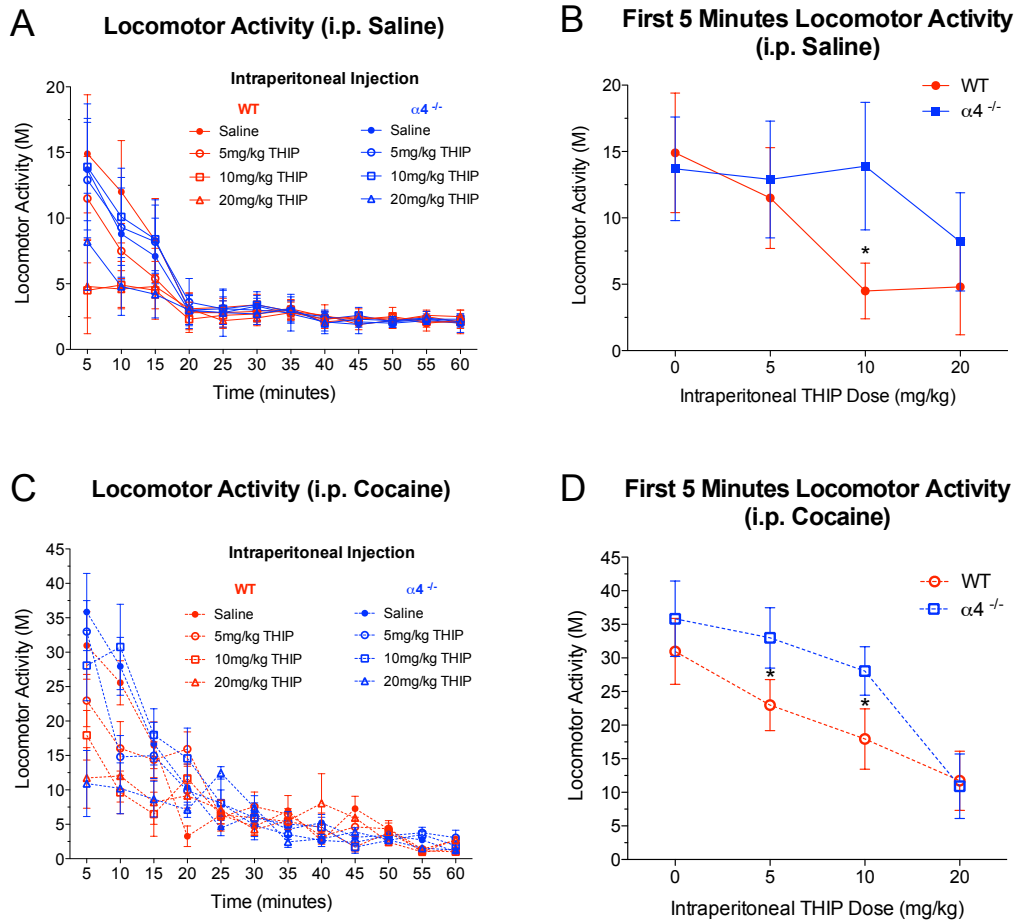 A
Locomotor Activity (i.p. Saline)
Intraperitoneal Injection
WT
α4 -/-
Saline
Saline
5mg/kg THIP
5mg/kg THIP
10mg/kg THIP
10mg/kg THIP
20mg/kg THIP
20mg/kg THIP
Locomotor Activity (M)
20
15
10
5
0
5 10 15 20 25 30 35 40 45 50 55 60
Time (minutes)
B
First 5 Minutes Locomotor Activity
(i.p. Saline)
WT
α4 -/-
Locomotor Activity (M)
20
15
10
5
0
*
0 5 10 20
Intraperitoneal THIP Dose (mg/kg)
C
Locomotor Activity (i.p. Cocaine)
Intraperitoneal Injection
WT
α4 -/-
Saline
Saline
5mg/kg THIP
5mg/kg THIP
10mg/kg THIP
10mg/kg THIP
20mg/kg THIP
20mg/kg THIP
Locomotor Activity (M)
45
40
35
30
25
20
15
10
5
0
5 10 15 20 25 30 35 40 45 50 55 60
Time (minutes)
D
First 5 Minutes Locomotor Activity
(i.p. Cocaine)
WT
α4 -/-
Locomotor Activity (M)
45
40
35
30
25
20
15
10
5
0
*
*
0 5 10 20
Intraperitoneal THIP Dose (mg/kg)